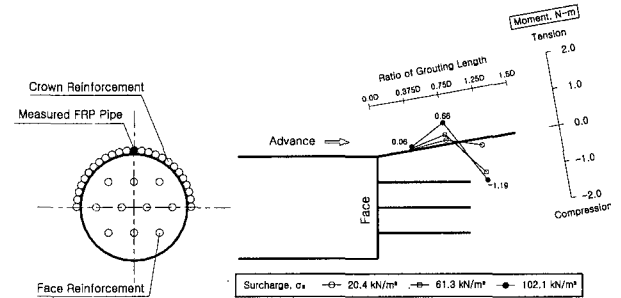 Moment, N-m
Tension
2.0
1.0
0.0
-1.0
-2.0
Compression
Ratio of Grouting Length
0.0D 0.375D 0.75D 1.25D 1.5D
Crown Reinforcement
Measured FRP Pipe
Face Reinforcement
Advance
0.06
0.66
-1.19
Face
Surcharge, σs 20.4 kN/m² 61.3 kN/m² 102.1 kN/m²